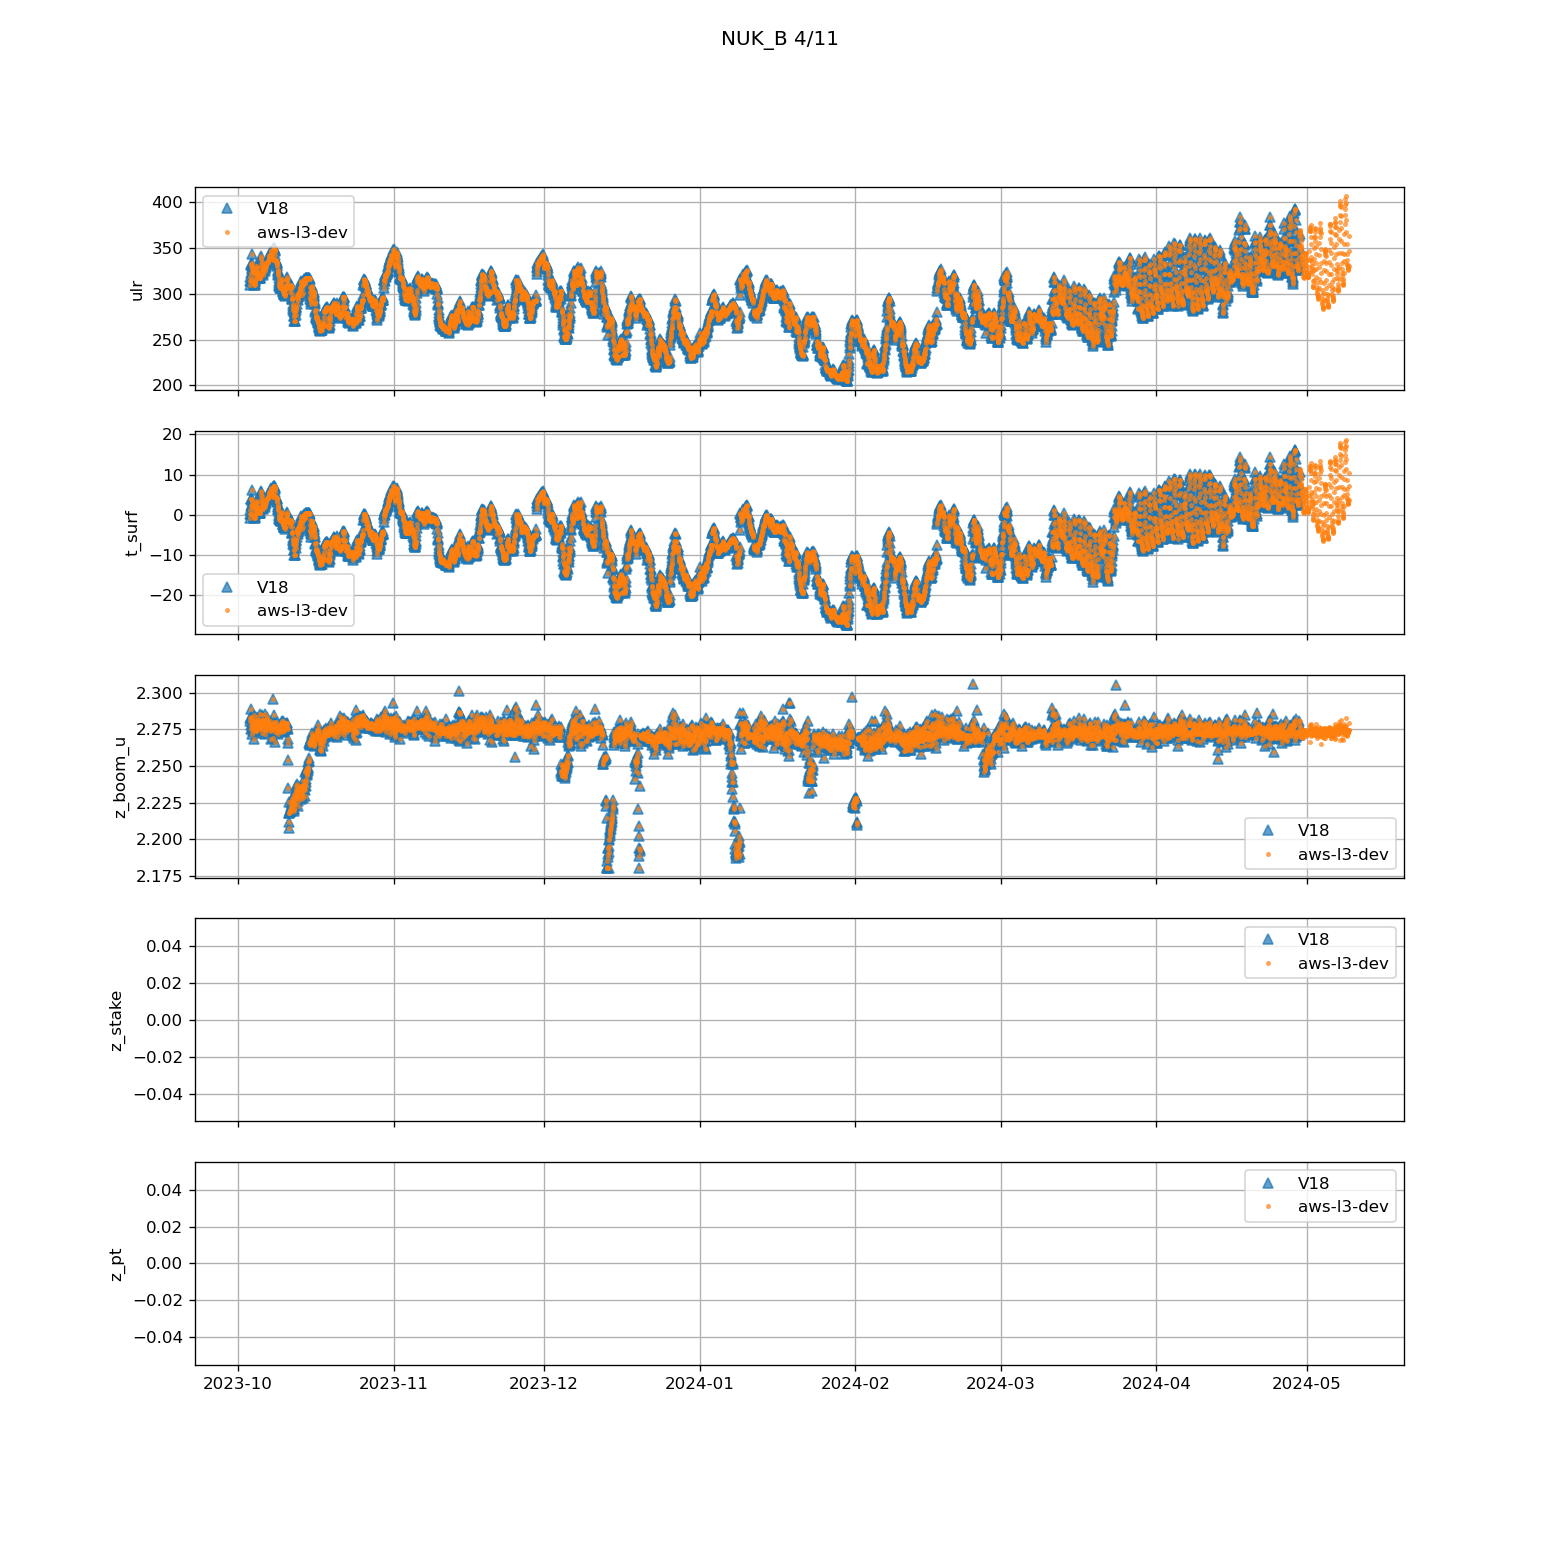 NUK_B 4/11
400
350
300
250
200
ulr
V18
aws-l3-dev
20
10
0
−10
−20
t_surf
V18
aws-l3-dev
2.300
2.275
2.250
2.225
2.200
2.175
z_boom_u
V18
aws-l3-dev
0.04
0.02
0.00
−0.02
−0.04
z_stake
V18
aws-l3-dev
0.04
0.02
0.00
−0.02
−0.04
z_pt
V18
aws-l3-dev
2023-10 2023-11 2023-12 2024-01 2024-02 2024-03 2024-04 2024-05